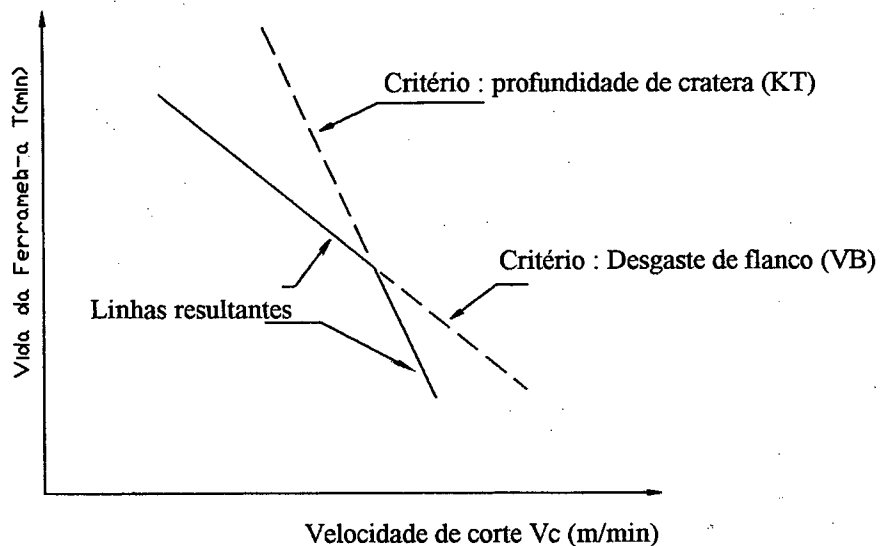 Critério : profundidade de cratera (KT)
Critério : Desgaste de flanco (VB)
Linhas resultantes
Vida da Ferrameh-a T(min)
Velocidade de corte Vc (m/min)